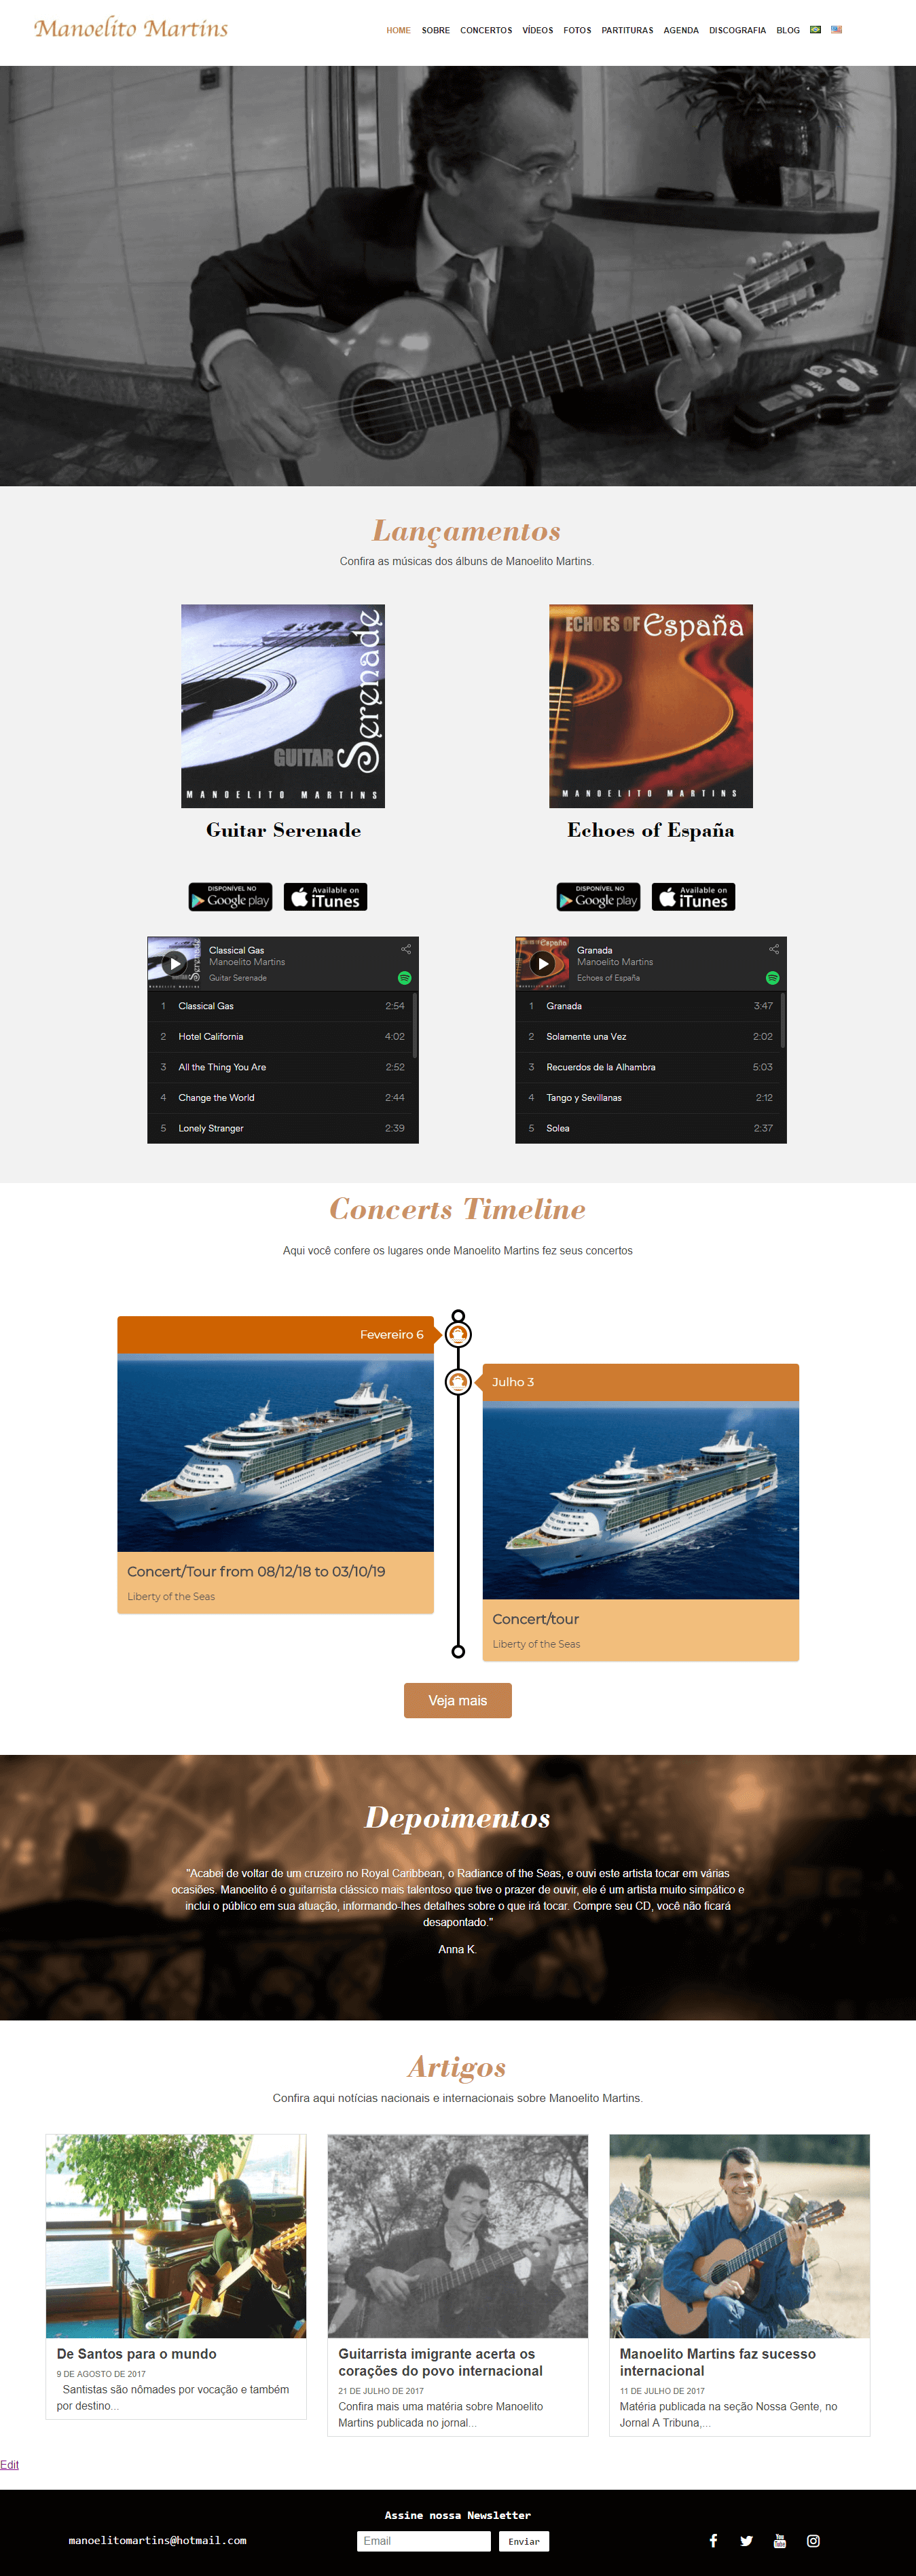 Manoelito Martins
HOME SOBRE CONCERTOS VÍDEOS FOTOS PARTITURAS AGENDA DISCOGRAFIA BLOG
Lançamentos
Confira as músicas dos álbuns de Manoelito Martins.
GUITAR Serenade
MANOELITO MARTINS
ECHOES OF España
MANOELITO MARTINS
Guitar Serenade
Echoes of España
DISPONÍVEL NO
Google play
Available on
iTunes
DISPONÍVEL NO
Google play
Available on
iTunes
Classical Gas
Manoelito Martins
Guitar Serenade
1 Classical Gas 2:54
2 Hotel California 4:02
3 All the Thing You Are 2:52
4 Change the World 2:44
5 Lonely Stranger 2:39
Granada
Manoelito Martins
Echoes of España
1 Granada 3:47
2 Solamente una Vez 2:02
3 Recuerdos de la Alhambra 5:03
4 Tango y Sevillanas 2:12
5 Solea 2:37
Concerts Timeline
Aqui você confere os lugares onde Manoelito Martins fez seus concertos
Fevereiro 6
Concert/Tour from 08/12/18 to 03/10/19
Liberty of the Seas
Julho 3
Concert/tour
Liberty of the Seas
Veja mais
Depoimentos
"Acabei de voltar de um cruzeiro no Royal Caribbean, o Radiance of the Seas, e ouvi este artista tocar em várias
ocasiões. Manoelito é o guitarrista clássico mais talentoso que tive o prazer de ouvir, ele é um artista muito simpático e
inclui o público em sua atuação, informando-lhes detalhes sobre o que irá tocar. Compre seu CD, você não ficará
desapontado."
Anna K.
Artigos
Confira aqui notícias nacionais e internacionais sobre Manoelito Martins.
De Santos para o mundo
9 DE AGOSTO DE 2017
Santistas são nômades por vocação e também
por destino...
Guitarrista imigrante acerta os
corações do povo internacional
21 DE JULHO DE 2017
Confira mais uma matéria sobre Manoelito
Martins publicada no jornal...
Manoelito Martins faz sucesso
internacional
11 DE JULHO DE 2017
Matéria publicada na seção Nossa Gente, no
Jornal A Tribuna,...
Edit
manoelitomartins@hotmail.com
Assine nossa Newsletter
Email
Enviar
You
Tube